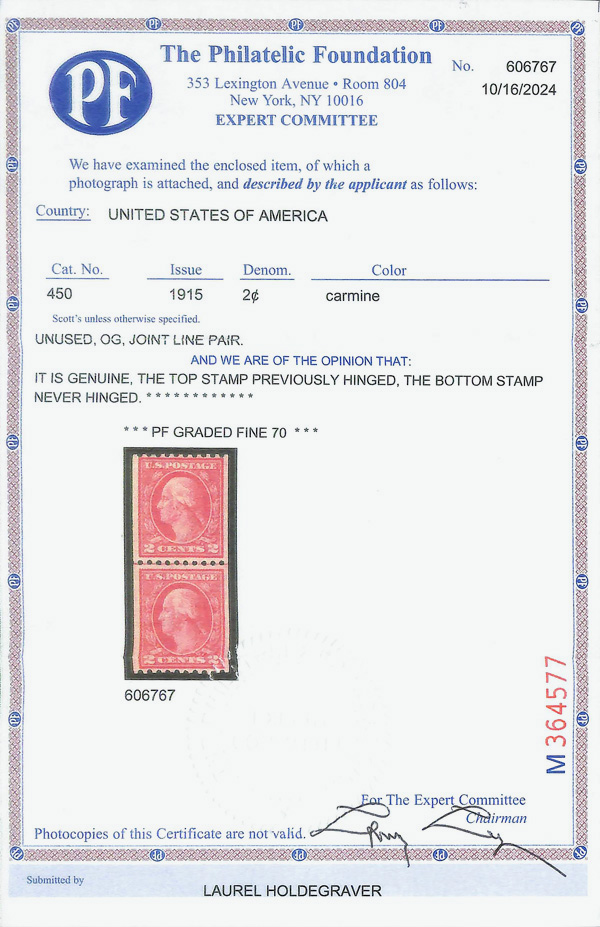 PF
The Philatelic Foundation
353 Lexington Avenue • Room 804
New York, NY 10016
EXPERT COMMITTEE
No. 606767
10/16/2024
We have examined the enclosed item, of which a
photograph is attached, and described by the applicant as follows:
Country: UNITED STATES OF AMERICA
Cat. No. Issue Denom. Color
450 1915 2¢ carmine
Scott's unless otherwise specified.
UNUSED, OG, JOINT LINE PAIR.
AND WE ARE OF THE OPINION THAT:
IT IS GENUINE, THE TOP STAMP PREVIOUSLY HINGED, THE BOTTOM STAMP
NEVER HINGED. * * * * * * * * * * * *
* * * PF GRADED FINE 70 * * *
U.S. POSTAGE
2 CENTS 2
U.S. POSTAGE
2 CENTS 2
606767
M 364577
For The Expert Committee
Chairman
Photocopies of this Certificate are not valid.
Submitted by
LAUREL HOLDEGRAVER